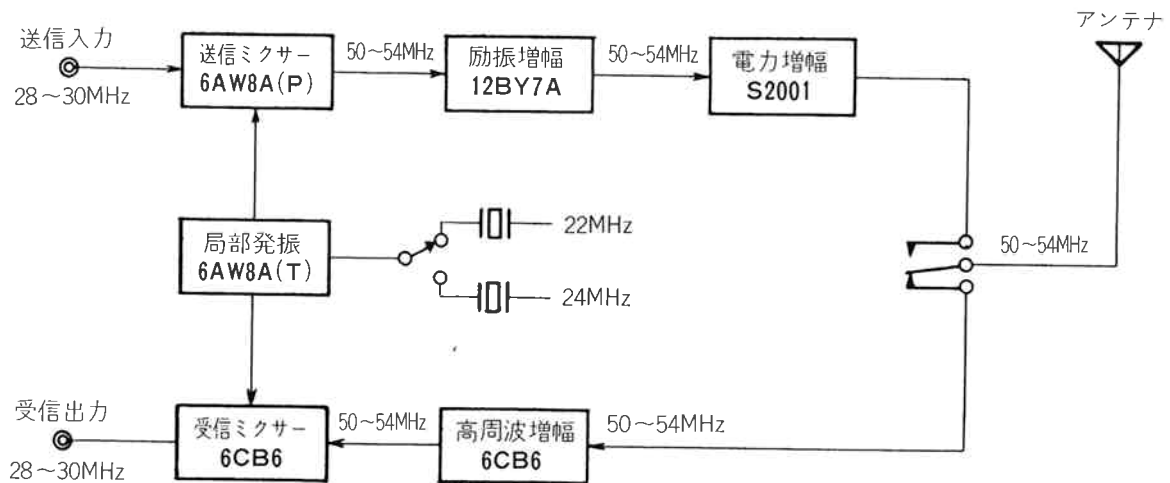 アンテナ
送信入力
28～30MHz
送信ミクサー
6AW8A(P)
50～54MHz
励振増幅
12BY7A
50～54MHz
電力増幅
S2001
局部発振
6AW8A(T)
22MHz
24MHz
50～54MHz
受信出力
28～30MHz
受信ミクサー
6CB6
50～54MHz
高周波増幅
6CB6
50～54MHz